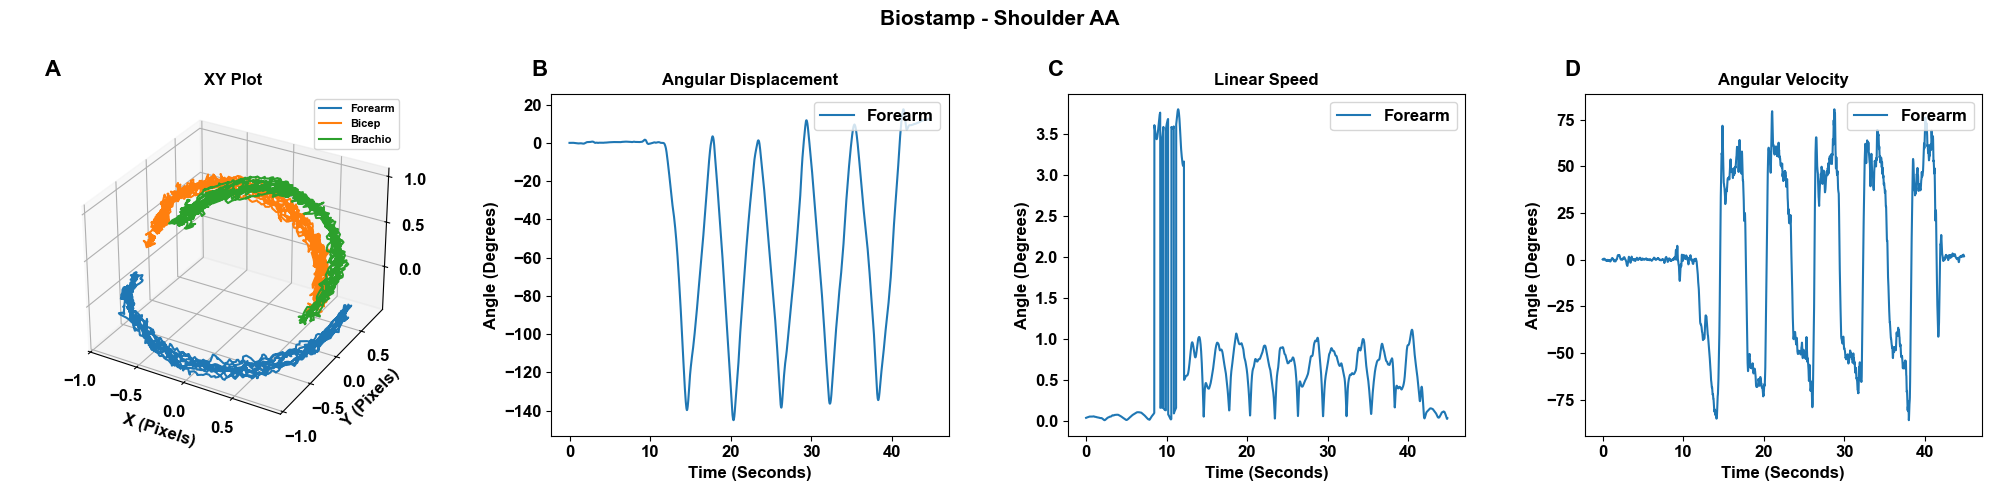 Biostamp - Shoulder AA
A
XY Plot
Forearm
Bicep
Brachio
1.0
0.5
0.0
−1.0
−0.5
0.0
0.5
X (Pixels)
−1.0
−0.5
0.0
0.5
Y (Pixels)
B
Angular Displacement
Forearm
20
0
−20
−40
−60
−80
−100
−120
−140
Angle (Degrees)
0 10 20 30 40
Time (Seconds)
C
Linear Speed
Forearm
3.5
3.0
2.5
2.0
1.5
1.0
0.5
0.0
Angle (Degrees)
0 10 20 30 40
Time (Seconds)
D
Angular Velocity
Forearm
75
50
25
0
−25
−50
−75
Angle (Degrees)
0 10 20 30 40
Time (Seconds)